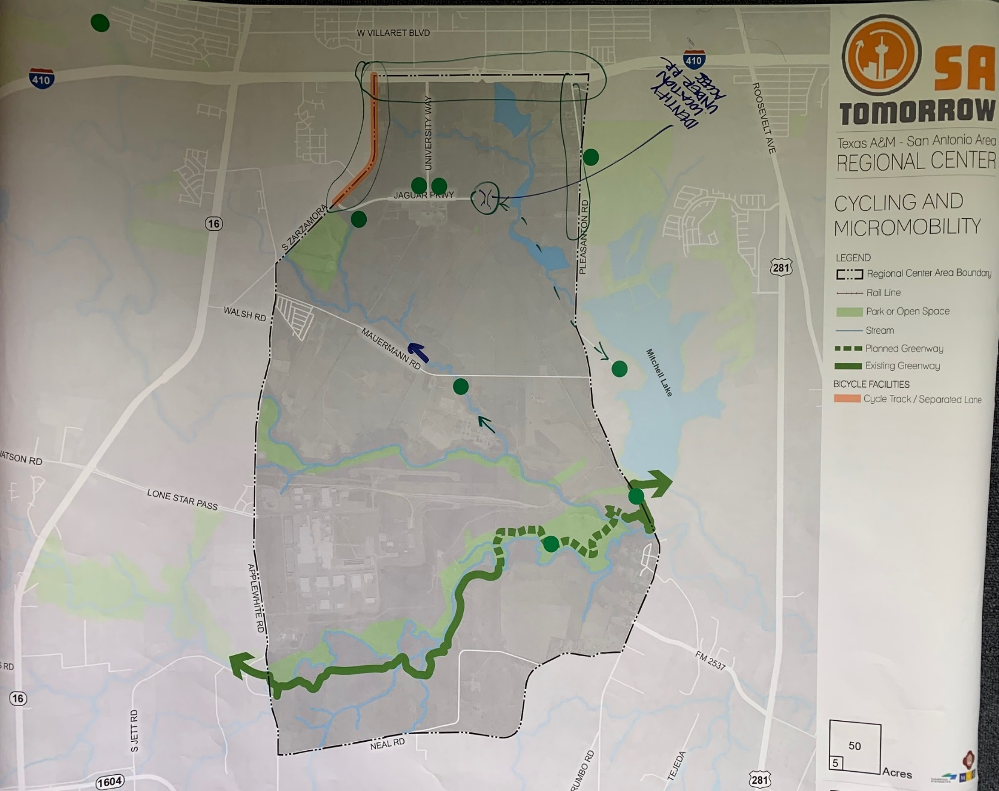 W VILLARET BLVD
410
410
IDENTIFY
LOCATION
UNDER R.R.
ACCESS
ROOSEVELT AVE
UNIVERSITY WAY
JAGUAR PKWY
S ZARZAMORA
PLEASANTON RD
16
281
WALSH RD
MAUERMANN RD
Mitchell Lake
WATSON RD
LONE STAR PASS
APPLEWHITE RD
FM 2537
S RD
16
S JETT RD
NEAL RD
RUMBO RD
TEJEDA
1604
281
SA
TOMORROW
Texas A&M - San Antonio Area
REGIONAL CENTER
CYCLING AND
MICROMOBILITY
LEGEND
Regional Center Area Boundary
Rail Line
Park or Open Space
Stream
Planned Greenway
Existing Greenway
BICYCLE FACILITIES
Cycle Track / Separated Lane
50
5
Acres